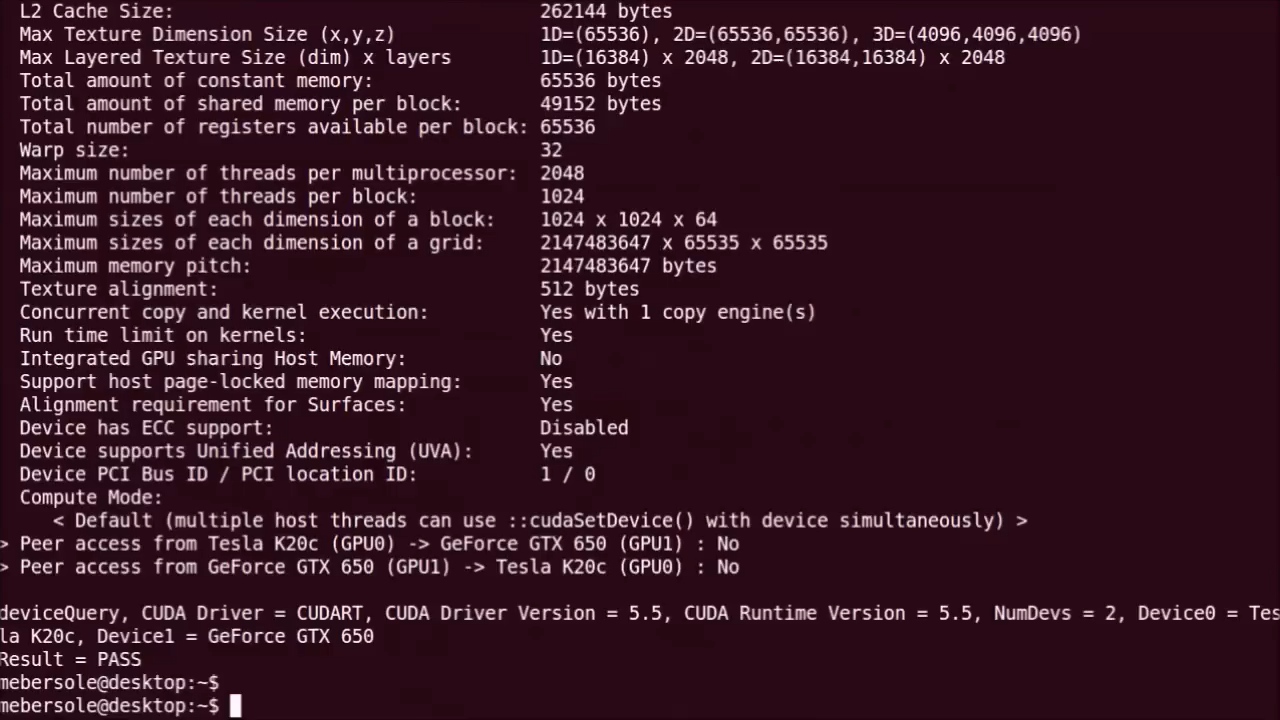 L2 Cache Size: 262144 bytes
Max Texture Dimension Size (x,y,z) 1D=(65536), 2D=(65536,65536), 3D=(4096,4096,4096)
Max Layered Texture Size (dim) x layers 1D=(16384) x 2048, 2D=(16384,16384) x 2048
Total amount of constant memory: 65536 bytes
Total amount of shared memory per block: 49152 bytes
Total number of registers available per block: 65536
Warp size: 32
Maximum number of threads per multiprocessor: 2048
Maximum number of threads per block: 1024
Maximum sizes of each dimension of a block: 1024 x 1024 x 64
Maximum sizes of each dimension of a grid: 2147483647 x 65535 x 65535
Maximum memory pitch: 2147483647 bytes
Texture alignment: 512 bytes
Concurrent copy and kernel execution: Yes with 1 copy engine(s)
Run time limit on kernels: Yes
Integrated GPU sharing Host Memory: No
Support host page-locked memory mapping: Yes
Alignment requirement for Surfaces: Yes
Device has ECC support: Disabled
Device supports Unified Addressing (UVA): Yes
Device PCI Bus ID / PCI location ID: 1 / 0
Compute Mode:
< Default (multiple host threads can use ::cudaSetDevice() with device simultaneously) >
> Peer access from Tesla K20c (GPU0) -> GeForce GTX 650 (GPU1) : No
> Peer access from GeForce GTX 650 (GPU1) -> Tesla K20c (GPU0) : No
deviceQuery, CUDA Driver = CUDART, CUDA Driver Version = 5.5, CUDA Runtime Version = 5.5, NumDevs = 2, Device0 = Tes
la K20c, Device1 = GeForce GTX 650
Result = PASS
mebersole@desktop:~$
mebersole@desktop:~$